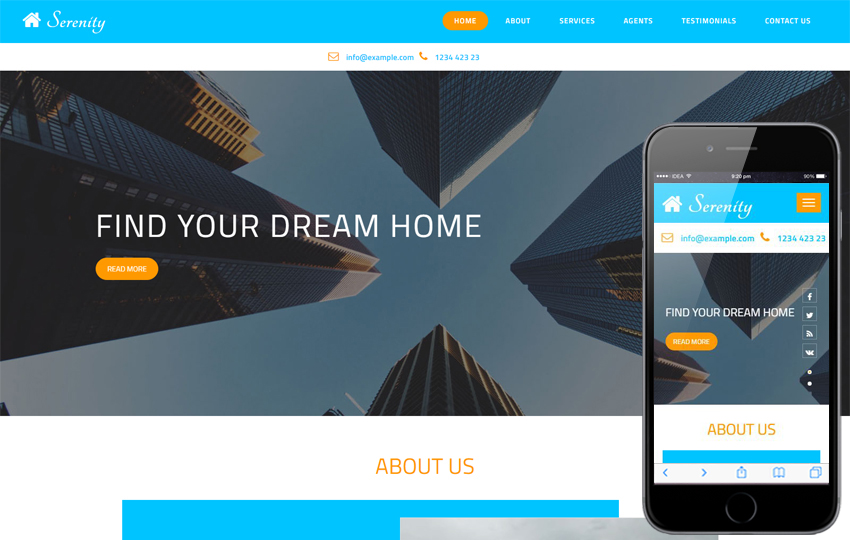 Serenity
HOME ABOUT SERVICES AGENTS TESTIMONIALS CONTACT US
info@example.com 1234 423 23
FIND YOUR DREAM HOME
READ MORE
ABOUT US
IDEA 9:20 pm 90%
Serenity
info@example.com 1234 423 23
FIND YOUR DREAM HOME
READ MORE
ABOUT US